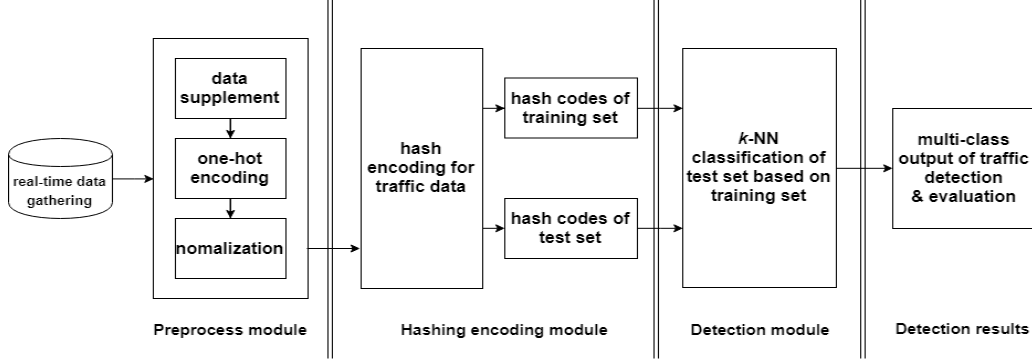 real-time data
gathering
data
supplement
one-hot
encoding
nomalization
Preprocess module
hash
encoding for
traffic data
hash codes of
training set
hash codes of
test set
Hashing encoding module
k-NN
classification of
test set based on
training set
Detection module
multi-class
output of traffic
detection
& evaluation
Detection results